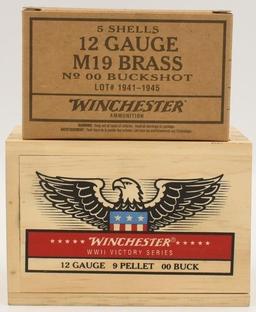 5 SHELLS
12 GAUGE
M19 BRASS
No 00 BUCKSHOT
LOT# 1941-1945
WINCHESTER
AMMUNITION
WINCHESTER
WWII VICTORY SERIES
12 GAUGE 9 PELLET 00 BUCK